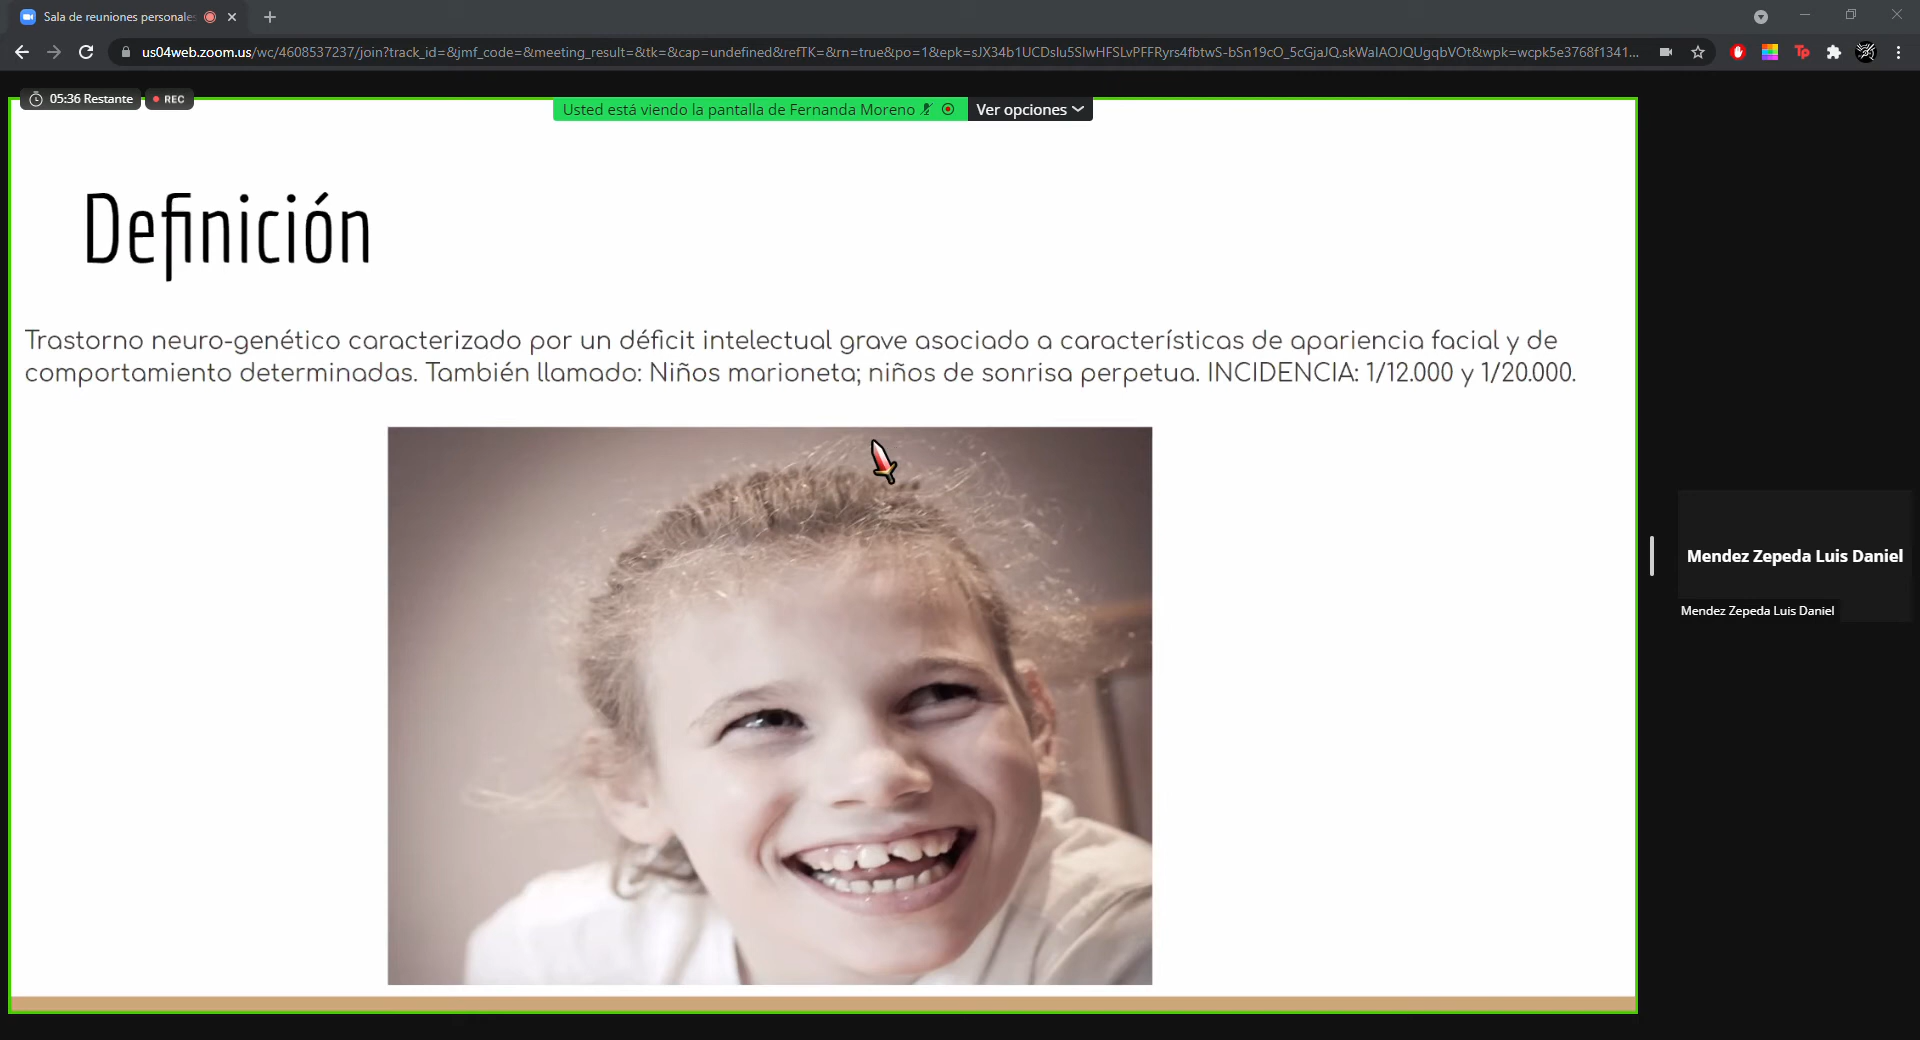 Sala de reuniones personales
us04web.zoom.us/wc/4608537237/join?track_id=&jmf_code=&meeting_result=&tk=&cap=undefined&refTK=&rn=true&po=1&epk=sJX34b1UCDslu5SlwHFSLvPFFRyrs4fbtwS-bSn19cO_5cGjaJQ.skWaIAOJQUgqbVOt&wpk=wcpk5e3768f1341...
05:36 Restante
REC
Usted está viendo la pantalla de Fernanda Moreno
Ver opciones
Definición
Trastorno neuro-genético caracterizado por un déficit intelectual grave asociado a características de apariencia facial y de
comportamiento determinadas. También llamado: Niños marioneta; niños de sonrisa perpetua. INCIDENCIA: 1/12.000 y 1/20.000.
Mendez Zepeda Luis Daniel
Mendez Zepeda Luis Daniel